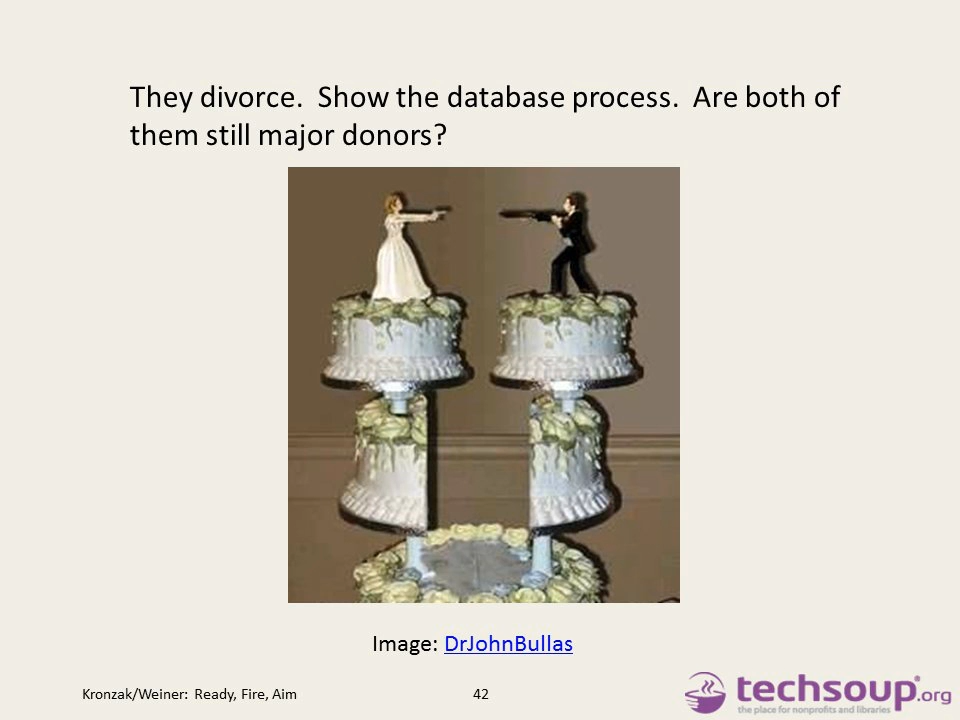 They divorce.  Show the database process.  Are both of
them still major donors?
Image: DrJohnBullas
Kronzak/Weiner: Ready, Fire, Aim
42
techsoup®.org
the place for nonprofits and libraries